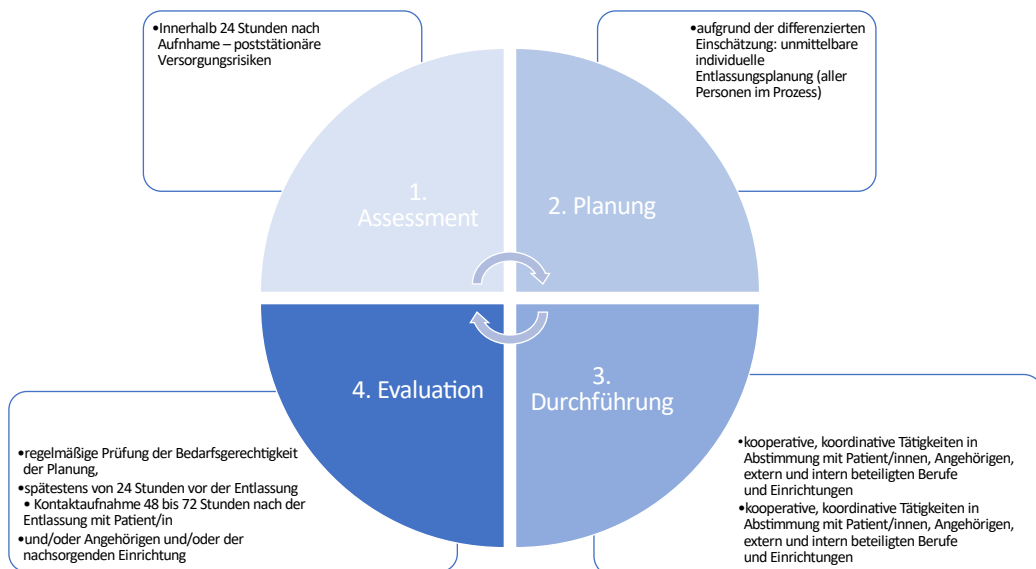 •Innerhalb 24 Stunden nach
Aufnhame – poststätionäre
Versorgungsrisiken
•aufgrund der differenzierten
Einschätzung: unmittelbare
individuelle
Entlassungsplanung (aller
Personen im Prozess)
1.
Assessment
2. Planung
4. Evaluation
3.
Durchführung
•regelmäßige Prüfung der Bedarfsgerechtigkeit
der Planung,
•spätestens von 24 Stunden vor der Entlassung
• Kontaktaufnahme 48 bis 72 Stunden nach der
Entlassung mit Patient/in
•und/oder Angehörigen und/oder der
nachsorgenden Einrichtung
•kooperative, koordinative Tätigkeiten in
Abstimmung mit Patient/innen, Angehörigen,
extern und intern beteiligten Berufe
und Einrichtungen
•kooperative, koordinative Tätigkeiten in
Abstimmung mit Patient/innen, Angehörigen,
extern und intern beteiligten Berufe
und Einrichtungen